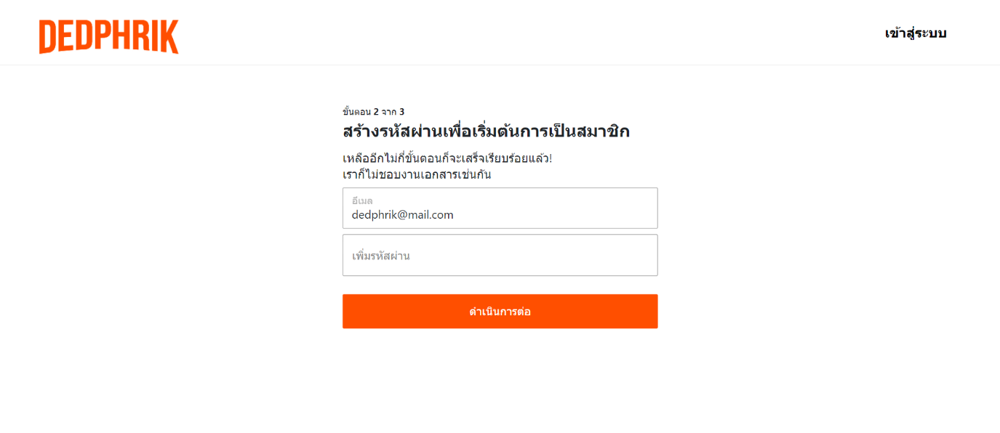 DEDPHRIK
เข้าสู่ระบบ
ขั้นตอน 2 จาก 3
สร้างรหัสผ่านเพื่อเริ่มต้นการเป็นสมาชิก
เหลืออีกไม่กี่ขั้นตอนก็จะเสร็จเรียบร้อยแล้ว!
เราก็ไม่ชอบงานเอกสารเช่นกัน
อีเมล
dedphrik@mail.com
เพิ่มรหัสผ่าน
ดำเนินการต่อ